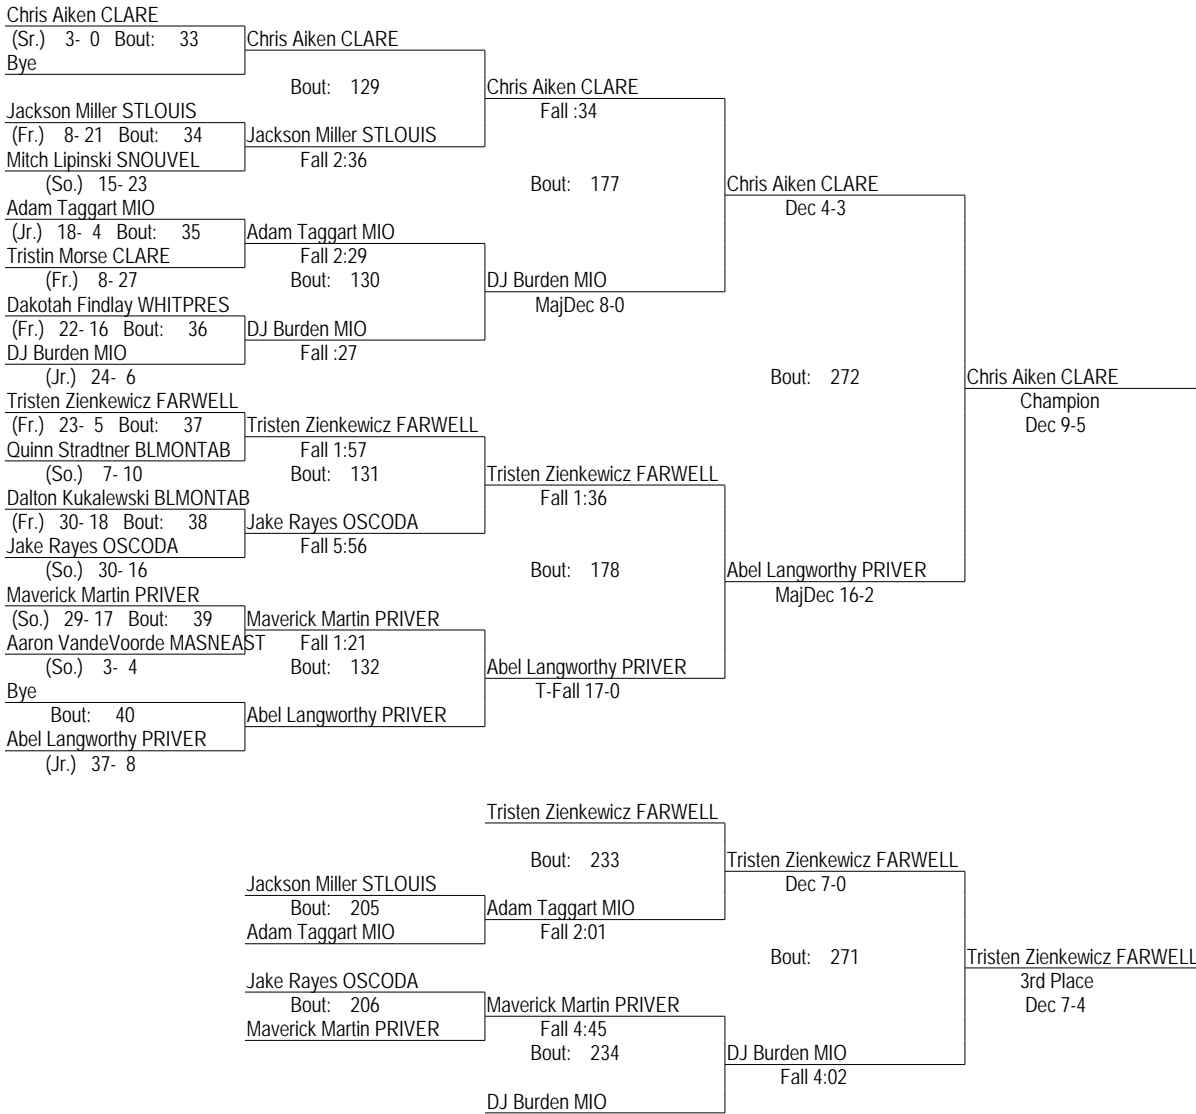 Chris Aiken CLARE
(Sr.) 3- 0 Bout: 33
Chris Aiken CLARE
Bye
Bout: 129
Chris Aiken CLARE
Jackson Miller STLOUIS
Fall :34
(Fr.) 8- 21 Bout: 34
Jackson Miller STLOUIS
Mitch Lipinski SNOUVEL
Fall 2:36
(So.) 15- 23
Bout: 177
Chris Aiken CLARE
Adam Taggart MIO
Dec 4-3
(Jr.) 18- 4 Bout: 35
Adam Taggart MIO
Tristin Morse CLARE
Fall 2:29
(Fr.) 8- 27
Bout: 130
DJ Burden MIO
Dakotah Findlay WHITPRES
MajDec 8-0
(Fr.) 22- 16 Bout: 36
DJ Burden MIO
DJ Burden MIO
Fall :27
(Jr.) 24- 6
Bout: 272
Chris Aiken CLARE
Tristen Zienkewicz FARWELL
Champion
(Fr.) 23- 5 Bout: 37
Tristen Zienkewicz FARWELL
Dec 9-5
Quinn Stradtner BLMONTAB
Fall 1:57
(So.) 7- 10
Bout: 131
Tristen Zienkewicz FARWELL
Dalton Kukalewski BLMONTAB
Fall 1:36
(Fr.) 30- 18 Bout: 38
Jake Rayes OSCODA
Jake Rayes OSCODA
Fall 5:56
(So.) 30- 16
Bout: 178
Abel Langworthy PRIVER
Maverick Martin PRIVER
MajDec 16-2
(So.) 29- 17 Bout: 39
Maverick Martin PRIVER
Aaron VandeVoorde MASNEAST
Fall 1:21
(So.) 3- 4
Bout: 132
Abel Langworthy PRIVER
Bye
T-Fall 17-0
Bout: 40
Abel Langworthy PRIVER
Abel Langworthy PRIVER
(Jr.) 37- 8
Tristen Zienkewicz FARWELL
Bout: 233
Tristen Zienkewicz FARWELL
Jackson Miller STLOUIS
Dec 7-0
Bout: 205
Adam Taggart MIO
Adam Taggart MIO
Fall 2:01
Bout: 271
Tristen Zienkewicz FARWELL
Jake Rayes OSCODA
3rd Place
Bout: 206
Maverick Martin PRIVER
Dec 7-4
Maverick Martin PRIVER
Fall 4:45
Bout: 234
DJ Burden MIO
Fall 4:02
DJ Burden MIO